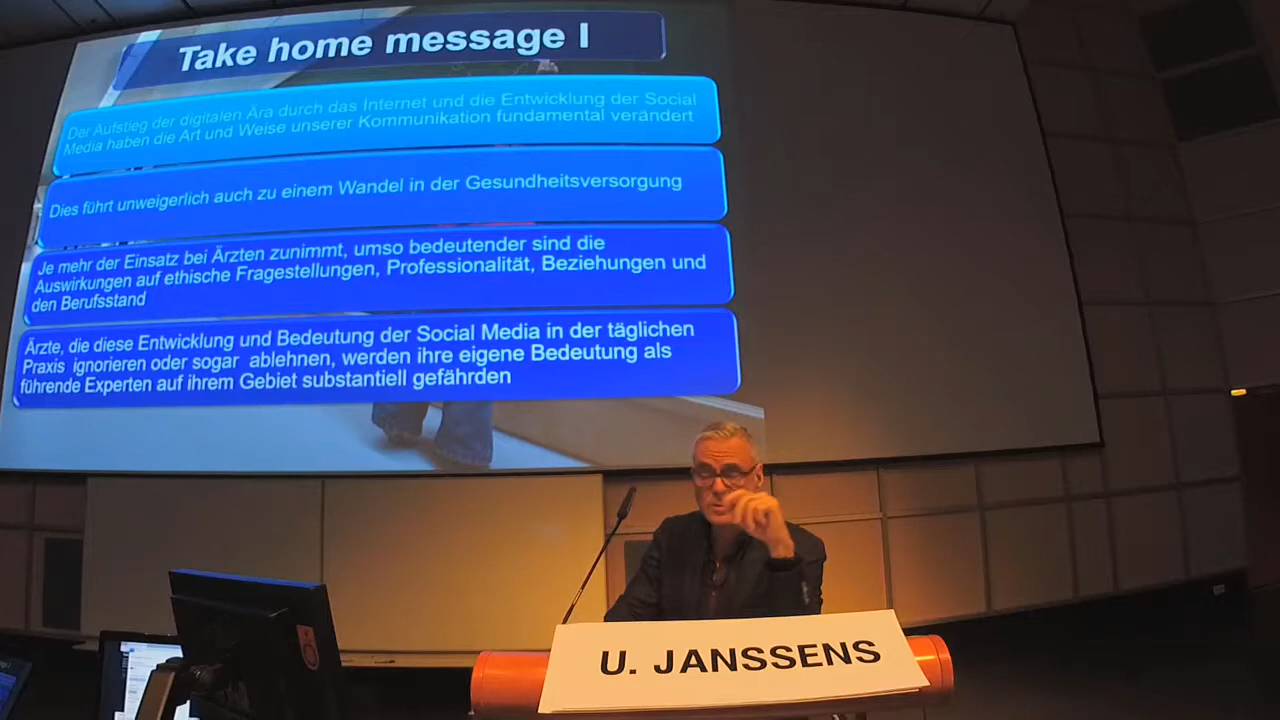 Take home message I
Der Aufstieg der digitalen Ära durch das Internet und die Entwicklung der Social
Media haben die Art und Weise unserer Kommunikation fundamental verändert
Dies führt unweigerlich auch zu einem Wandel in der Gesundheitsversorgung
Je mehr der Einsatz bei Ärzten zunimmt, umso bedeutender sind die
Auswirkungen auf ethische Fragestellungen, Professionalität, Beziehungen und
den Berufsstand
Ärzte, die diese Entwicklung und Bedeutung der Social Media in der täglichen
Praxis ignorieren oder sogar ablehnen, werden ihre eigene Bedeutung als
führende Experten auf ihrem Gebiet substantiell gefährden
U. JANSSENS